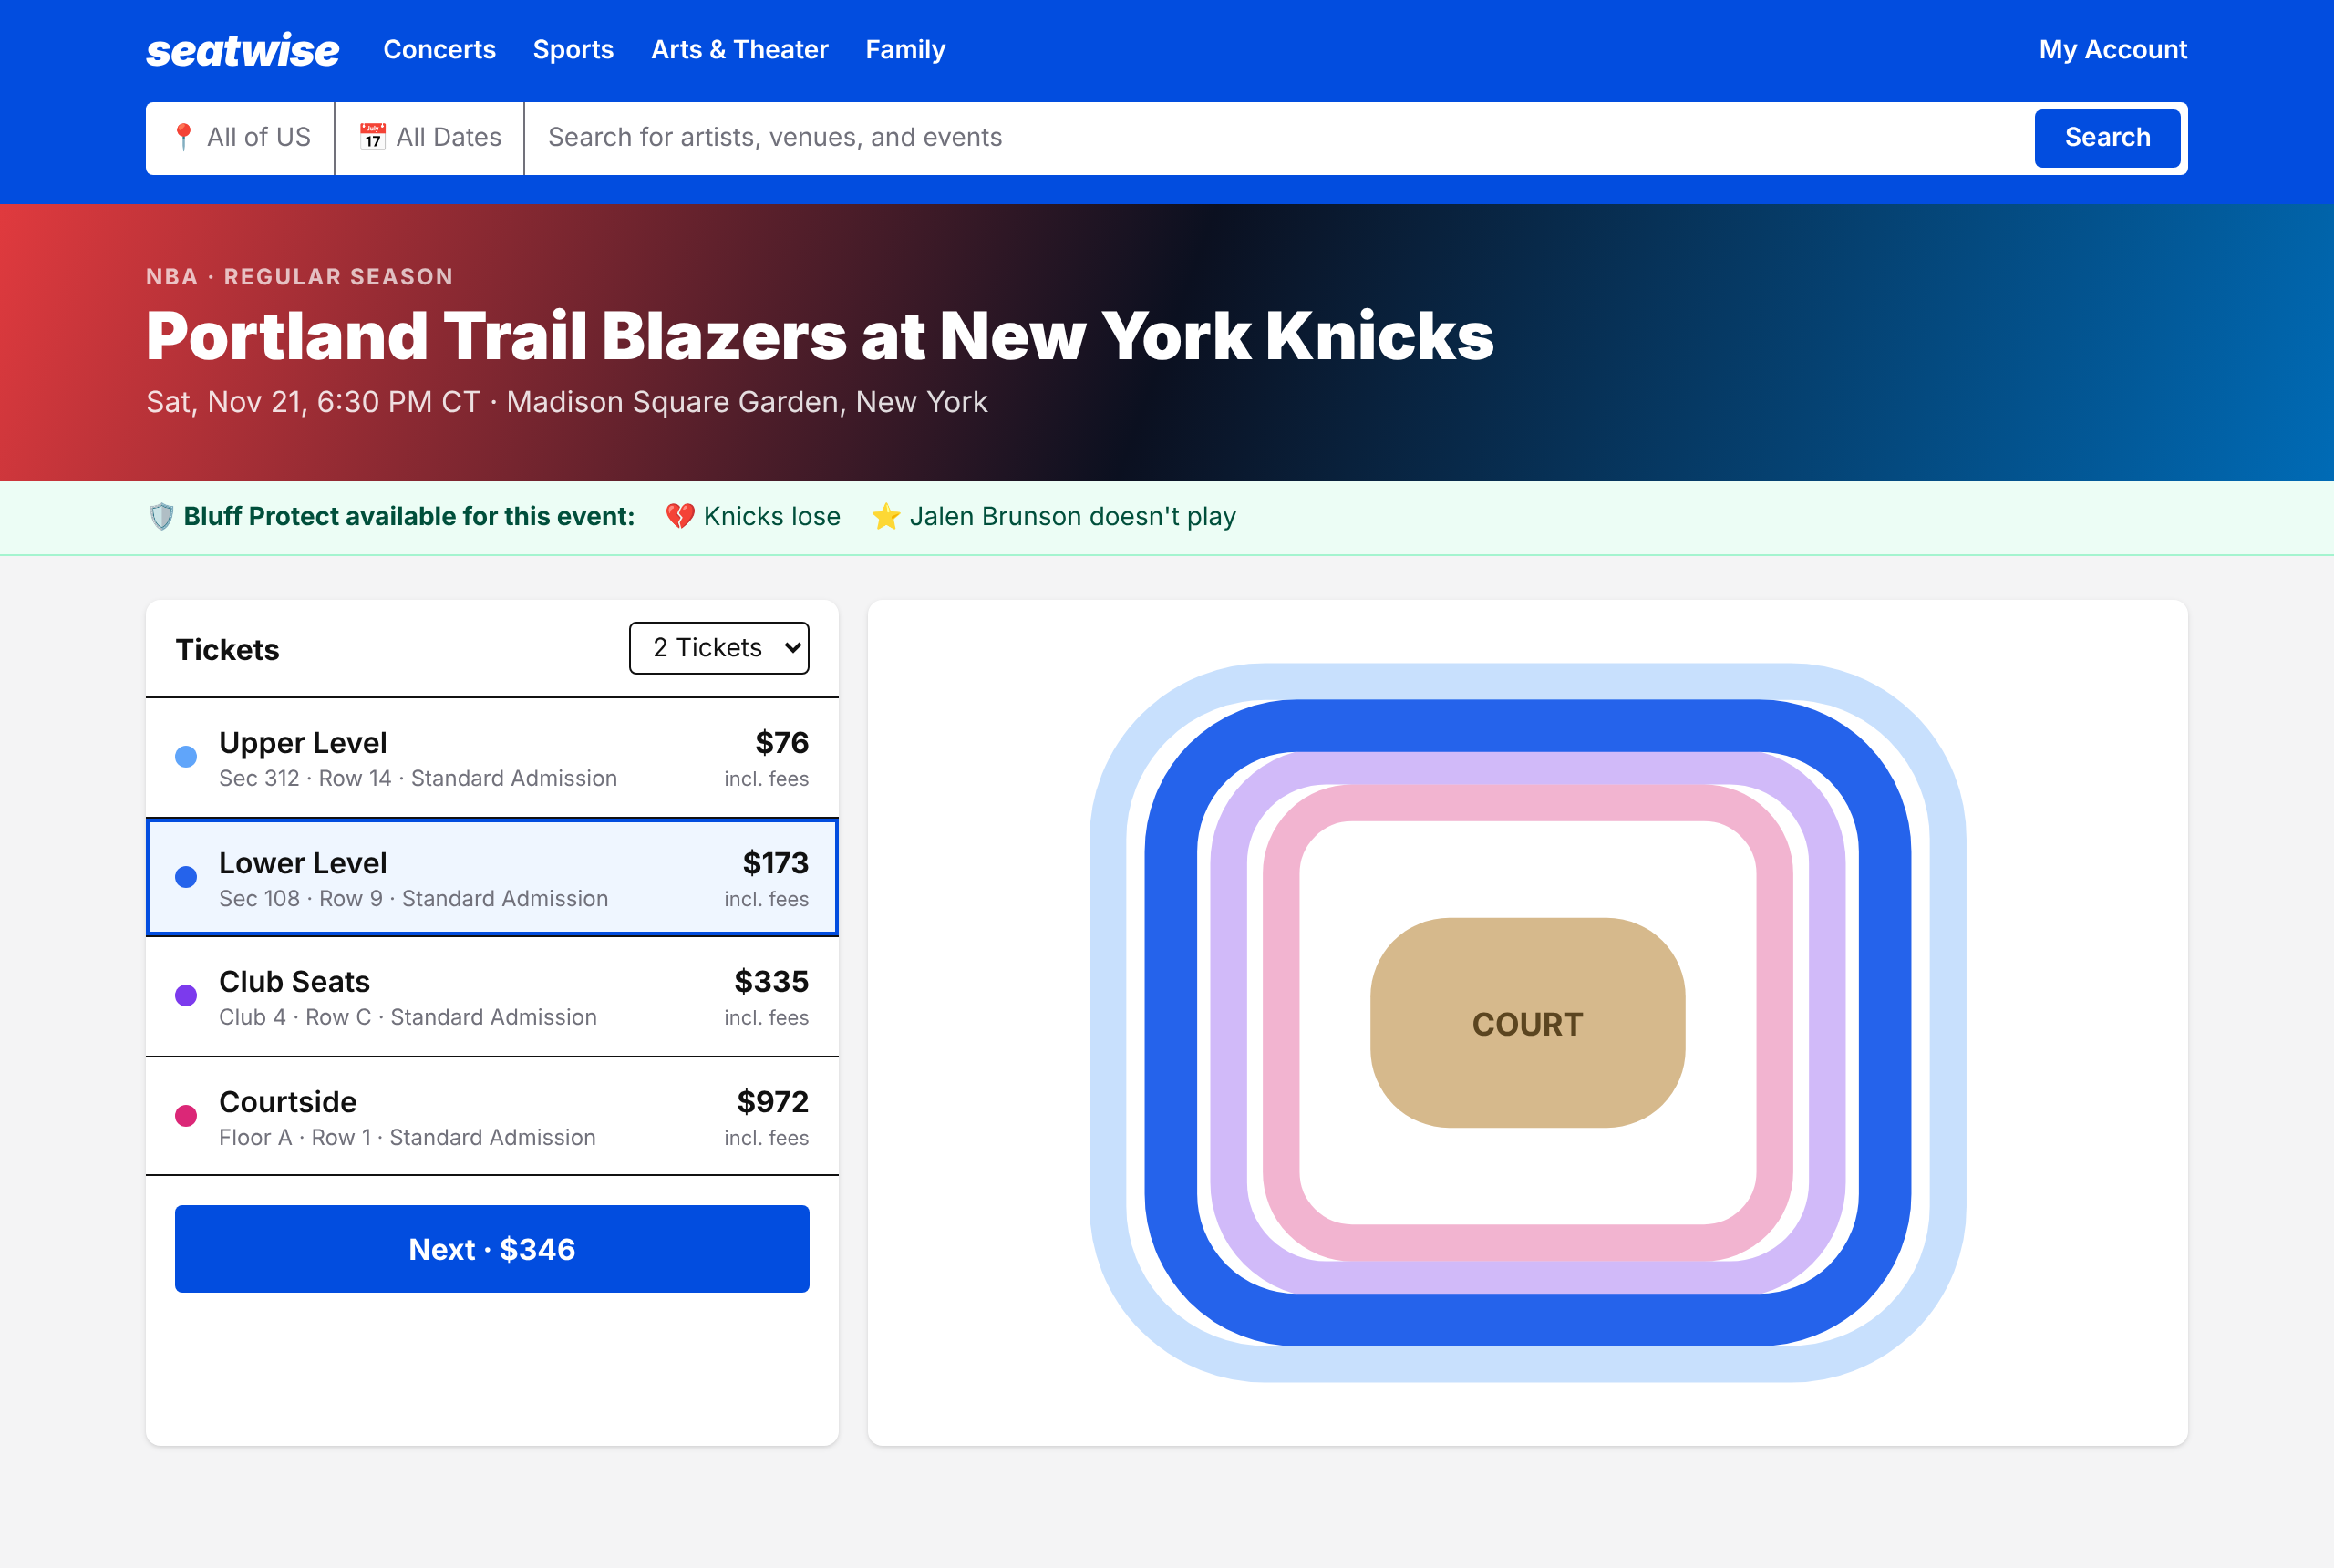 seatwise Concerts Sports Arts & Theater Family My Account
📍 All of US 📅 All Dates Search for artists, venues, and events Search
NBA · REGULAR SEASON
Portland Trail Blazers at New York Knicks
Sat, Nov 21, 6:30 PM CT · Madison Square Garden, New York
🛡️ Bluff Protect available for this event: 💔 Knicks lose ⭐ Jalen Brunson doesn't play
Tickets 2 Tickets
Upper Level $76
Sec 312 · Row 14 · Standard Admission incl. fees
Lower Level $173
Sec 108 · Row 9 · Standard Admission incl. fees
Club Seats $335
Club 4 · Row C · Standard Admission incl. fees
Courtside $972
Floor A · Row 1 · Standard Admission incl. fees
Next · $346
COURT